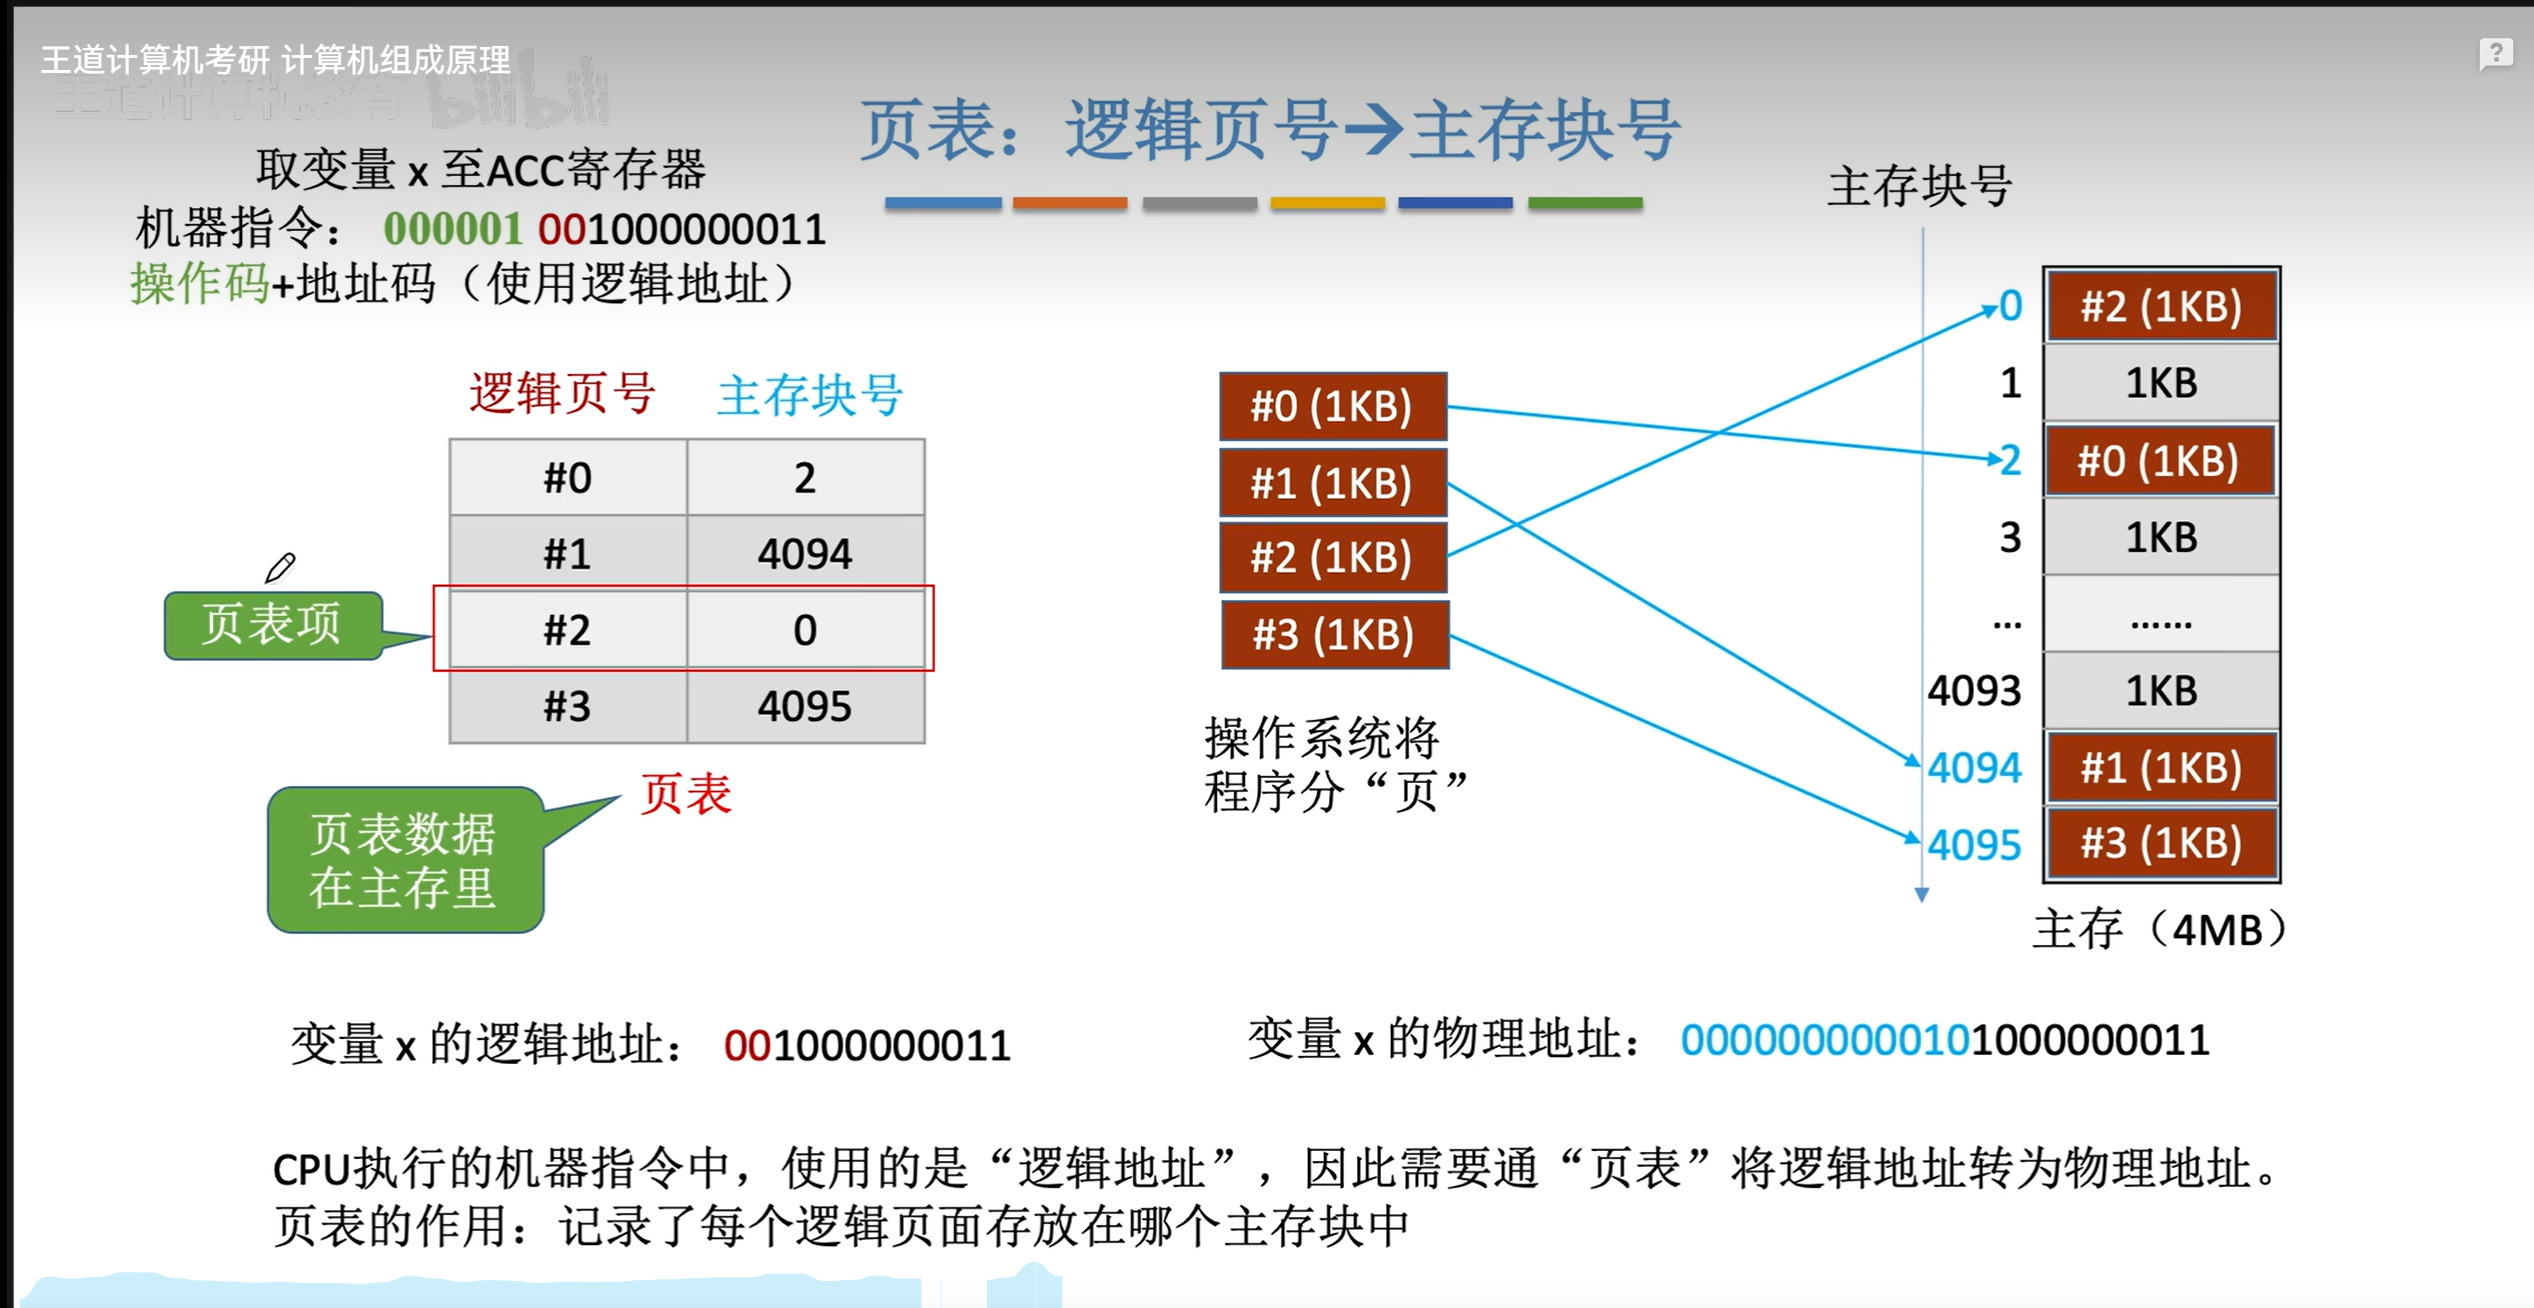 王道计算机考研 计算机组成原理
王道计算机教育 bilibili
页表：逻辑页号→主存块号
取变量 x 至ACC寄存器
机器指令： 000001 001000000011
操作码+地址码（使用逻辑地址）
逻辑页号 主存块号
#0 2
#1 4094
#2 0
#3 4095
页表项
页表
页表数据
在主存里
#0 (1KB)
#1 (1KB)
#2 (1KB)
#3 (1KB)
操作系统将
程序分“页”
主存块号
0 #2 (1KB)
1 1KB
2 #0 (1KB)
3 1KB
... ......
4093 1KB
4094 #1 (1KB)
4095 #3 (1KB)
主存（4MB）
变量 x 的逻辑地址： 001000000011
变量 x 的物理地址： 0000000000101000000011
CPU执行的机器指令中，使用的是“逻辑地址”，因此需要通“页表”将逻辑地址转为物理地址。
页表的作用：记录了每个逻辑页面存放在哪个主存块中